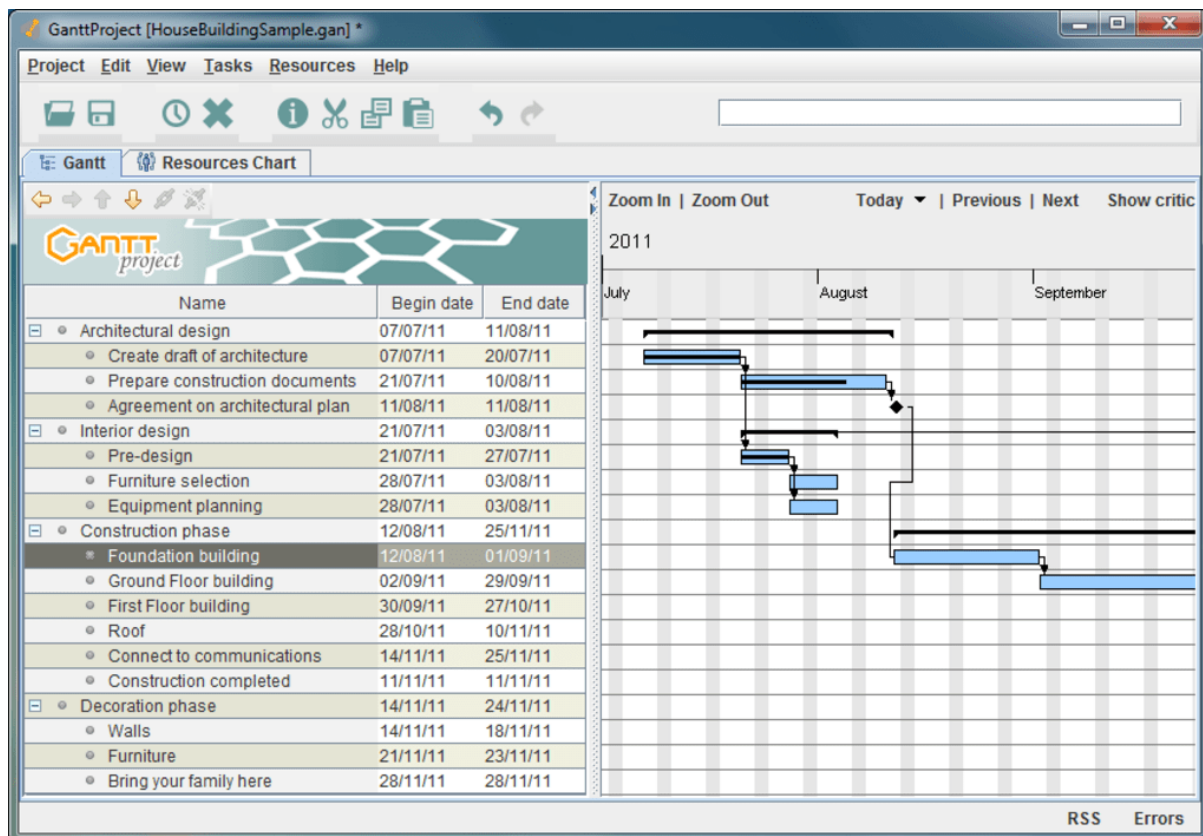 GanttProject [HouseBuildingSample.gan] *
Project Edit View Tasks Resources Help
Gantt Resources Chart
Zoom In | Zoom Out Today | Previous | Next Show critic
GANTT project
2011
Name Begin date End date
July August September
Architectural design 07/07/11 11/08/11
Create draft of architecture 07/07/11 20/07/11
Prepare construction documents 21/07/11 10/08/11
Agreement on architectural plan 11/08/11 11/08/11
Interior design 21/07/11 03/08/11
Pre-design 21/07/11 27/07/11
Furniture selection 28/07/11 03/08/11
Equipment planning 28/07/11 03/08/11
Construction phase 12/08/11 25/11/11
Foundation building 12/08/11 01/09/11
Ground Floor building 02/09/11 29/09/11
First Floor building 30/09/11 27/10/11
Roof 28/10/11 10/11/11
Connect to communications 14/11/11 25/11/11
Construction completed 11/11/11 11/11/11
Decoration phase 14/11/11 24/11/11
Walls 14/11/11 18/11/11
Furniture 21/11/11 23/11/11
Bring your family here 28/11/11 28/11/11
RSS Errors